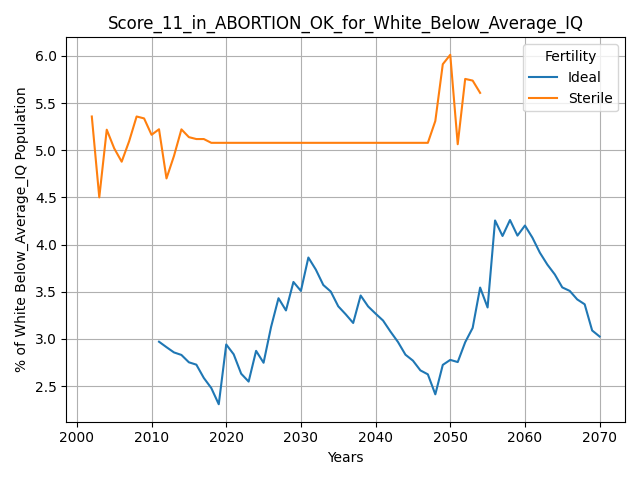 Score_11_in_ABORTION_OK_for_White_Below_Average_IQ
% of White Below_Average_IQ Population
6.0
5.5
5.0
4.5
4.0
3.5
3.0
2.5
Fertility
Ideal
Sterile
2000 2010 2020 2030 2040 2050 2060 2070
Years